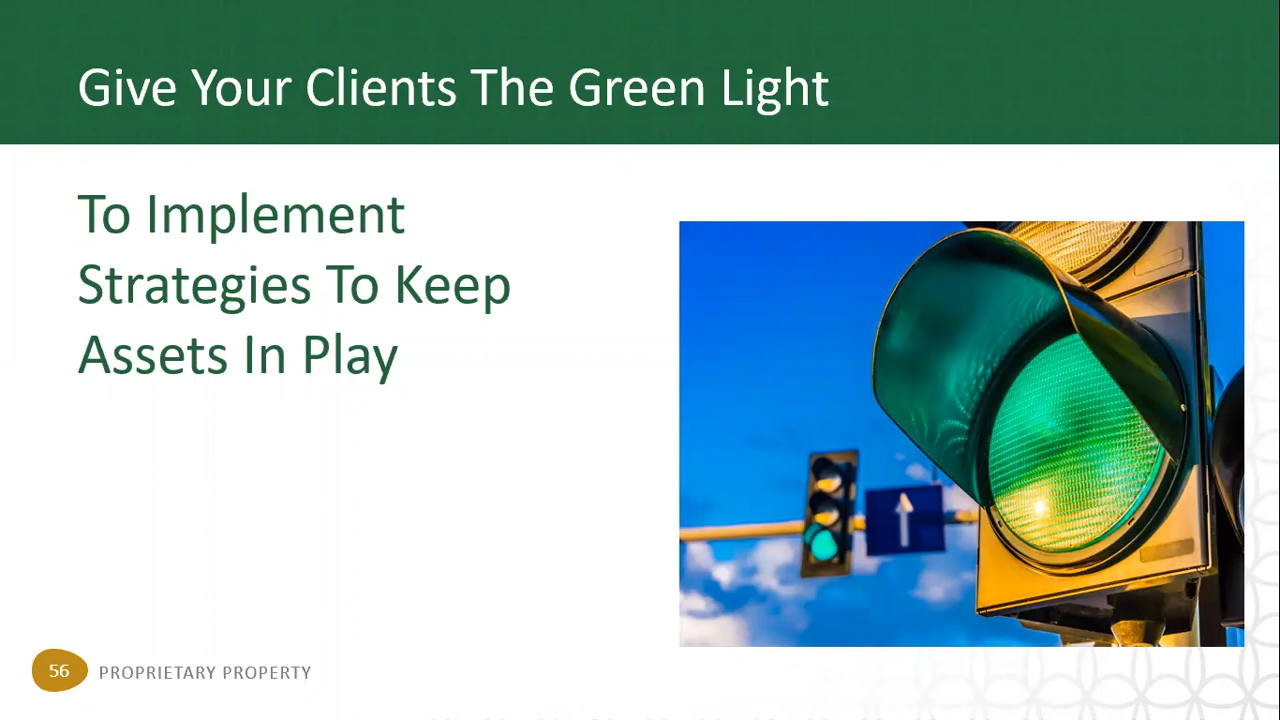 Give Your Clients The Green Light
To Implement
Strategies To Keep
Assets In Play
56 PROPRIETARY PROPERTY